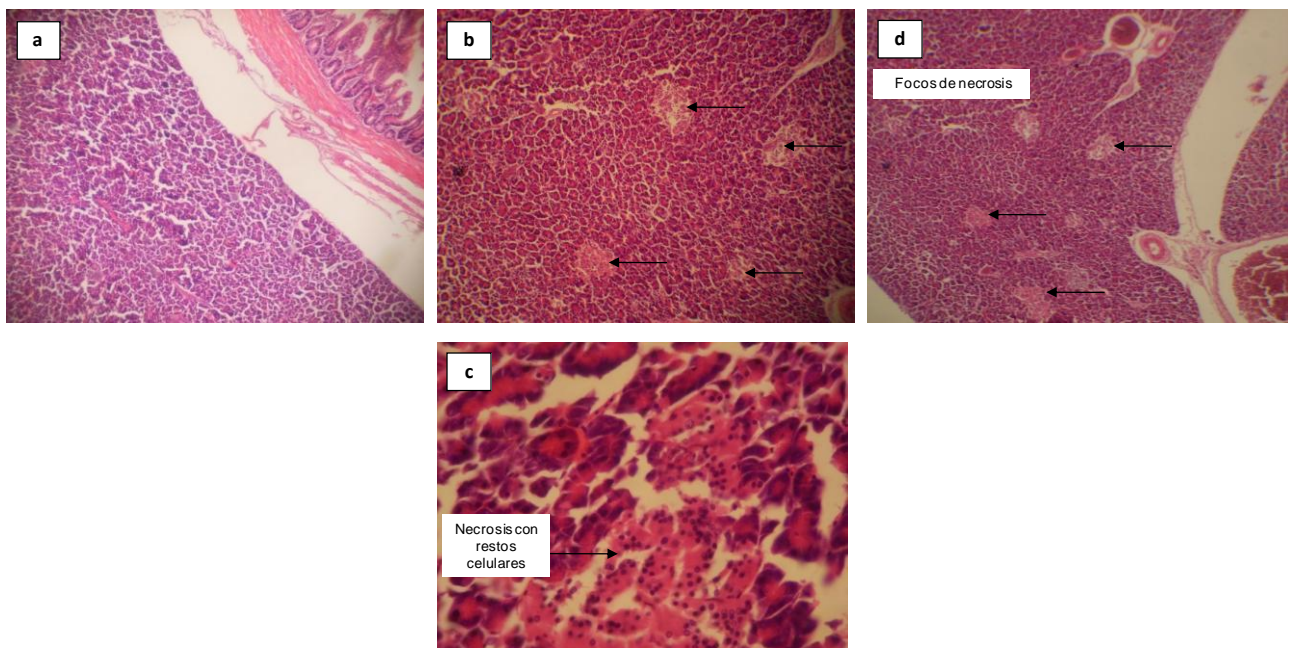 a
b
d
Focos de necrosis
c
Necrosis con
restos
celulares